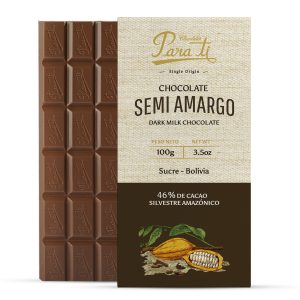 Chocolates
Para ti
Single Origin
CHOCOLATE
SEMI AMARGO
DARK MILK CHOCOLATE
PESO NETO NET WEIGHT
100g 3.5oz
Sucre - Bolivia
46% DE CACAO
SILVESTRE AMAZÓNICO